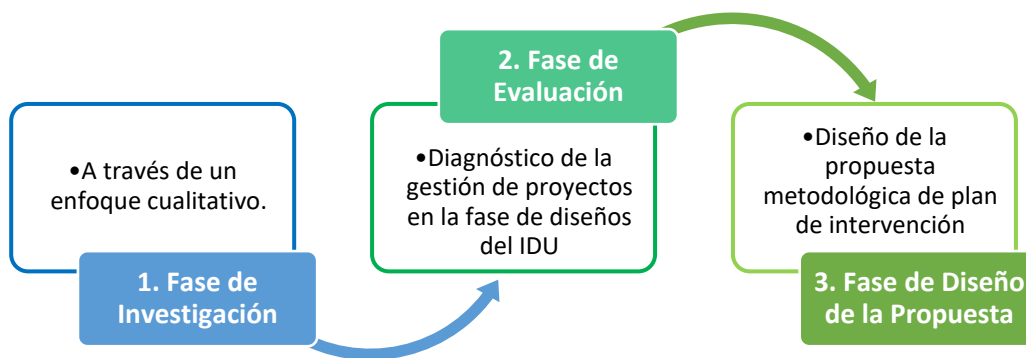 •A través de un
enfoque cualitativo.
1. Fase de
Investigación
2. Fase de
Evaluación
•Diagnóstico de la
gestión de proyectos
en la fase de diseños
del IDU
•Diseño de la
propuesta
metodológica de plan
de intervención
3. Fase de Diseño
de la Propuesta